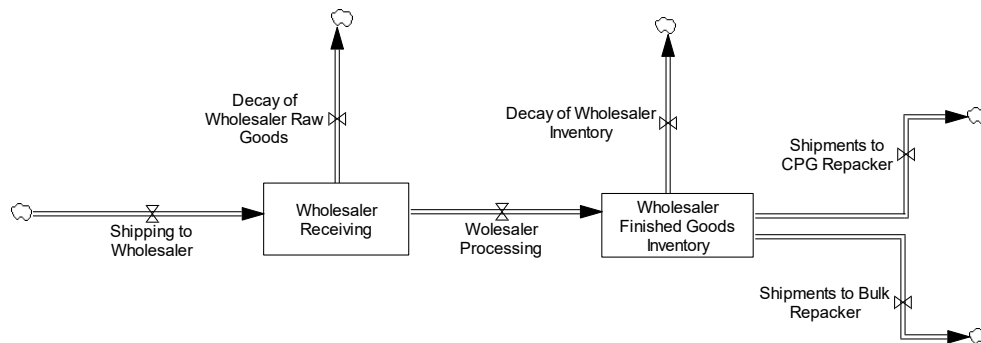 Decay of
Wholesaler Raw
Goods
Decay of Wholesaler
Inventory
Shipments to
CPG Repacker
Shipping to
Wholesaler
Wholesaler
Receiving
Wolesaler
Processing
Wholesaler
Finished Goods
Inventory
Shipments to Bulk
Repacker